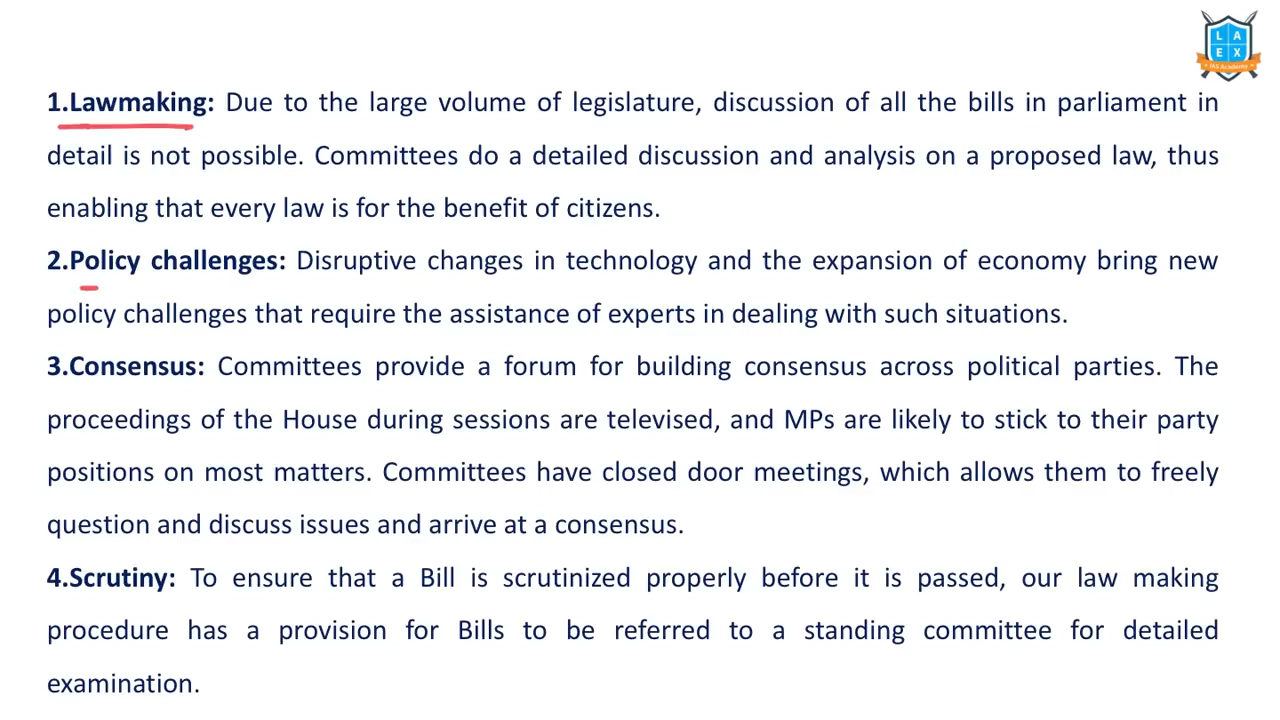 L A
E X
IAS Academy
1.Lawmaking: Due to the large volume of legislature, discussion of all the bills in parliament in
detail is not possible. Committees do a detailed discussion and analysis on a proposed law, thus
enabling that every law is for the benefit of citizens.
2.Policy challenges: Disruptive changes in technology and the expansion of economy bring new
policy challenges that require the assistance of experts in dealing with such situations.
3.Consensus: Committees provide a forum for building consensus across political parties. The
proceedings of the House during sessions are televised, and MPs are likely to stick to their party
positions on most matters. Committees have closed door meetings, which allows them to freely
question and discuss issues and arrive at a consensus.
4.Scrutiny: To ensure that a Bill is scrutinized properly before it is passed, our law making
procedure has a provision for Bills to be referred to a standing committee for detailed
examination.